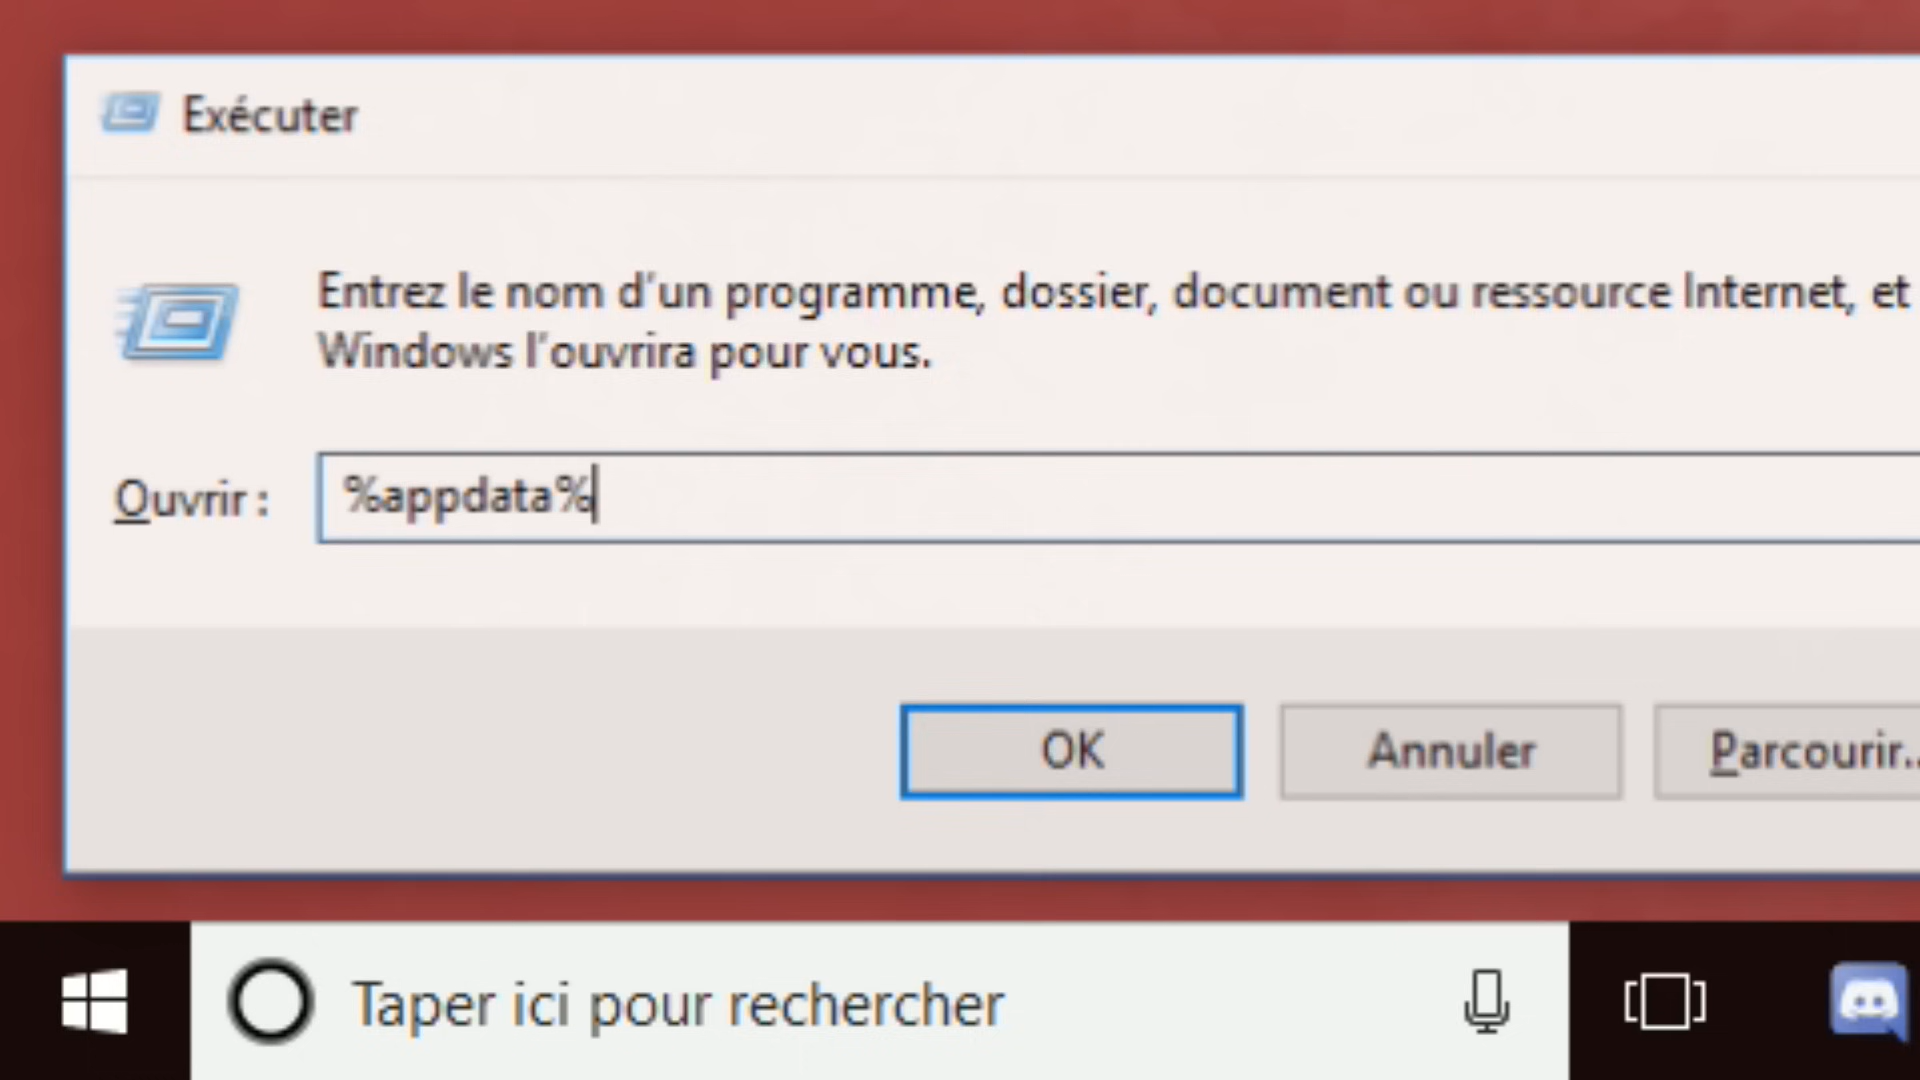 Exécuter
Entrez le nom d'un programme, dossier, document ou ressource Internet, et
Windows l'ouvrira pour vous.
Ouvrir :
%appdata%
OK
Annuler
Parcourir..
Taper ici pour rechercher